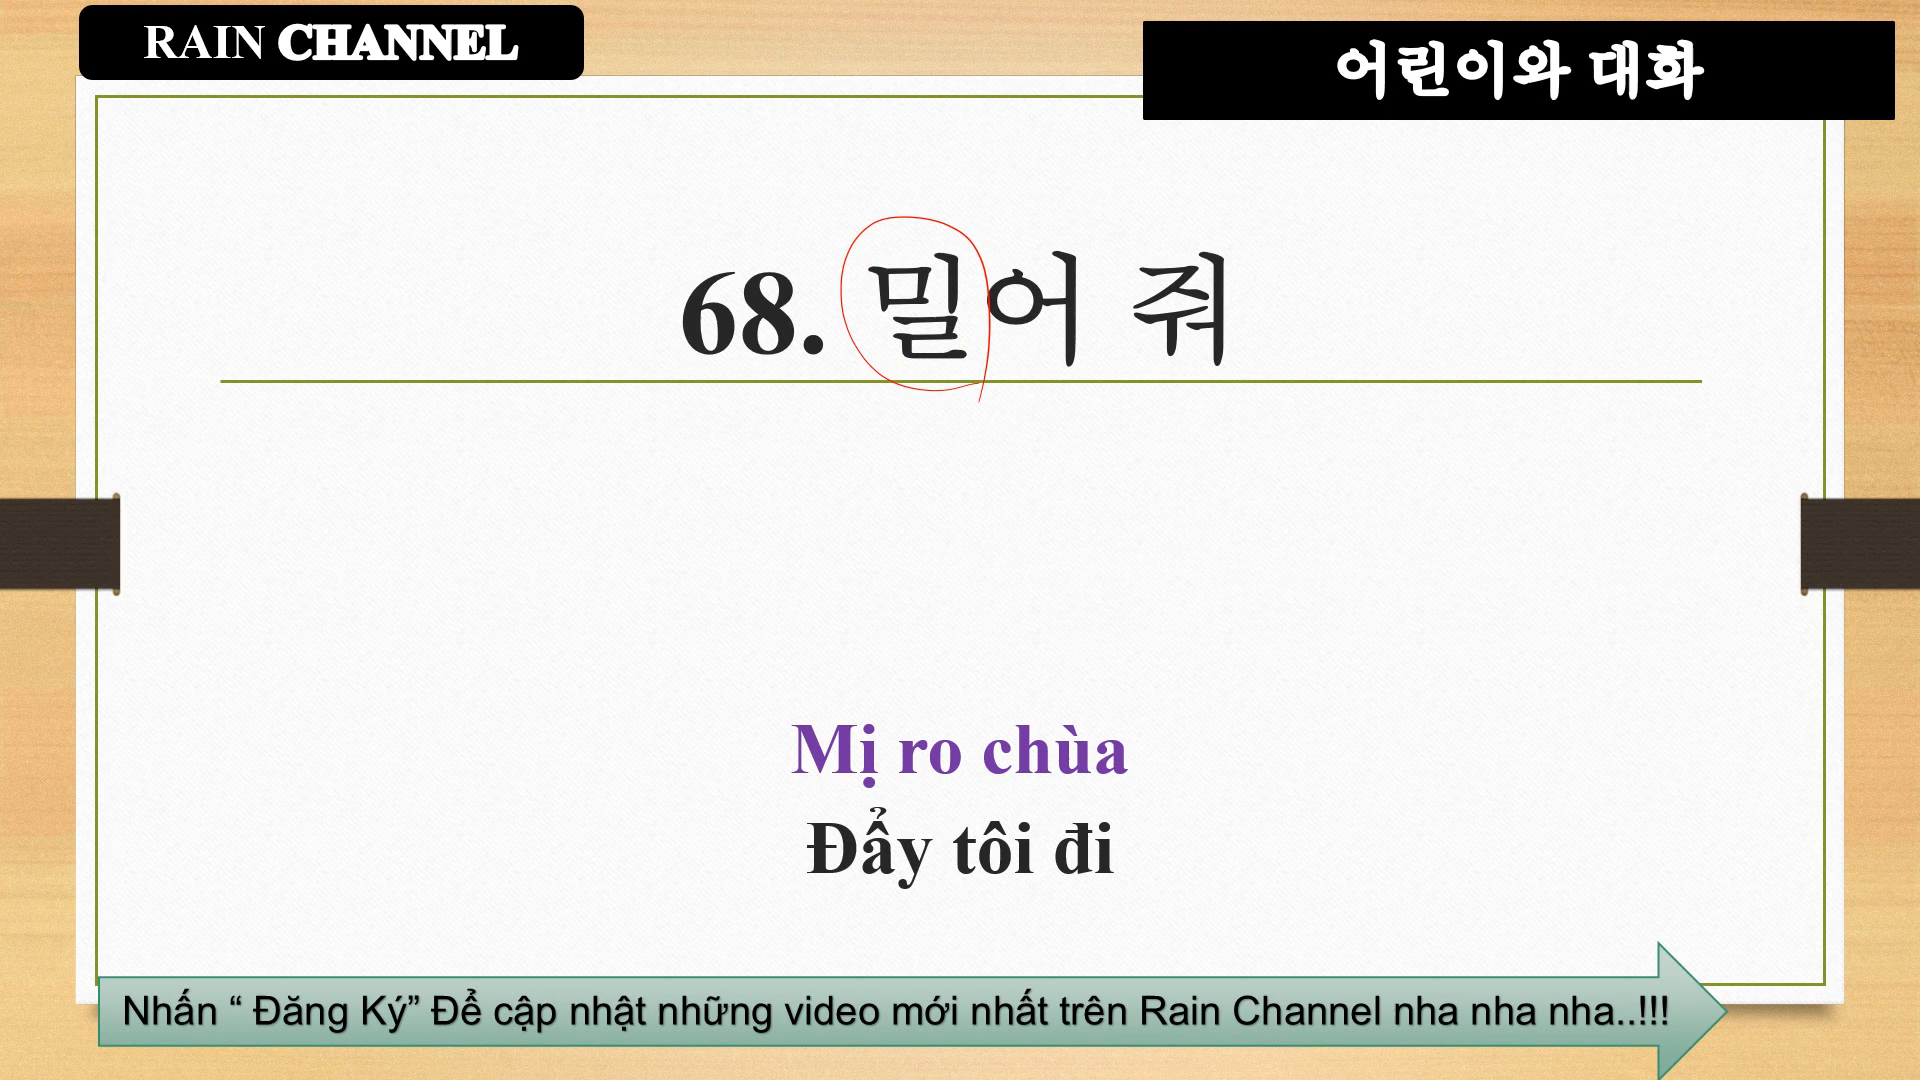 RAIN CHANNEL
어린이와 대화
68. 밀어 줘
Mị ro chùa
Đẩy tôi đi
Nhấn “ Đăng Ký” Để cập nhật những video mới nhất trên Rain Channel nha nha nha..!!!